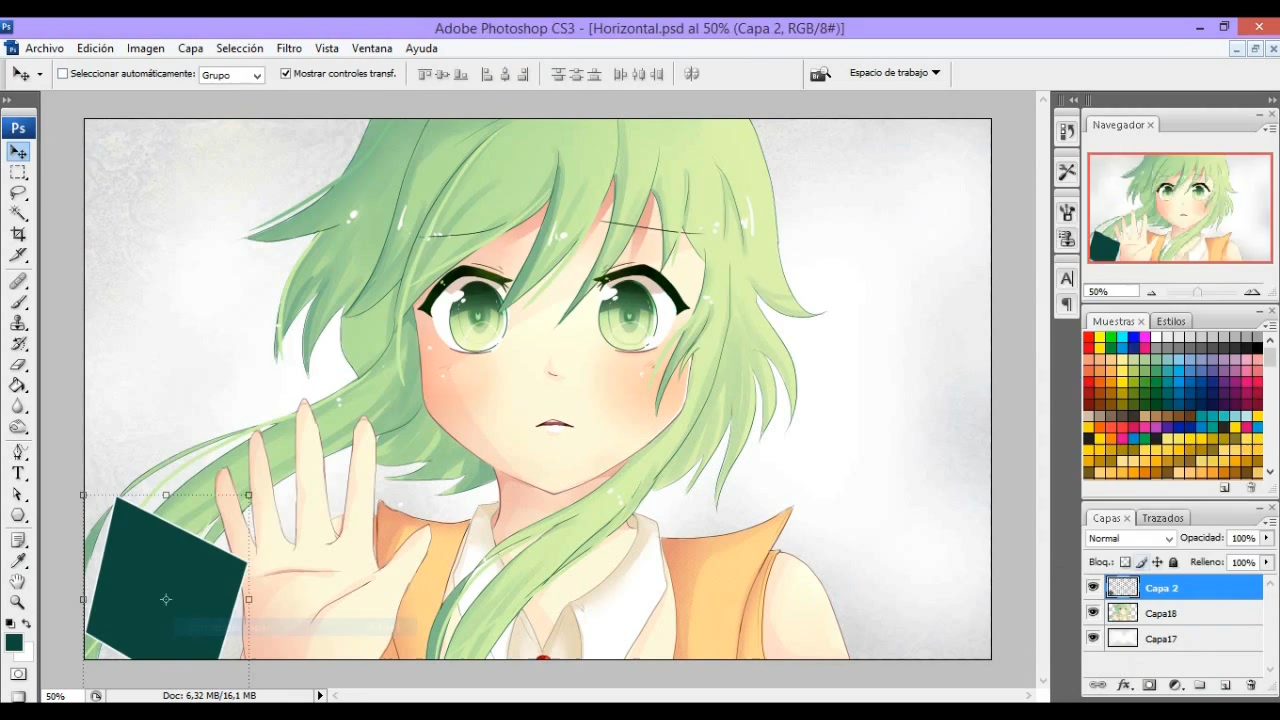 Adobe Photoshop CS3 - [Horizontal.psd al 50% (Capa 2, RGB/8#)]
Archivo Edición Imagen Capa Selección Filtro Vista Ventana Ayuda
Seleccionar automáticamente: Grupo Mostrar controles transf. Espacio de trabajo
Ps
Navegador
50%
Muestras Estilos
Capas Trazados
Normal Opacidad: 100%
Bloq.: Relleno: 100%
Capa 2
Capa18
Capa17
50% Doc: 6,32 MB/16,1 MB